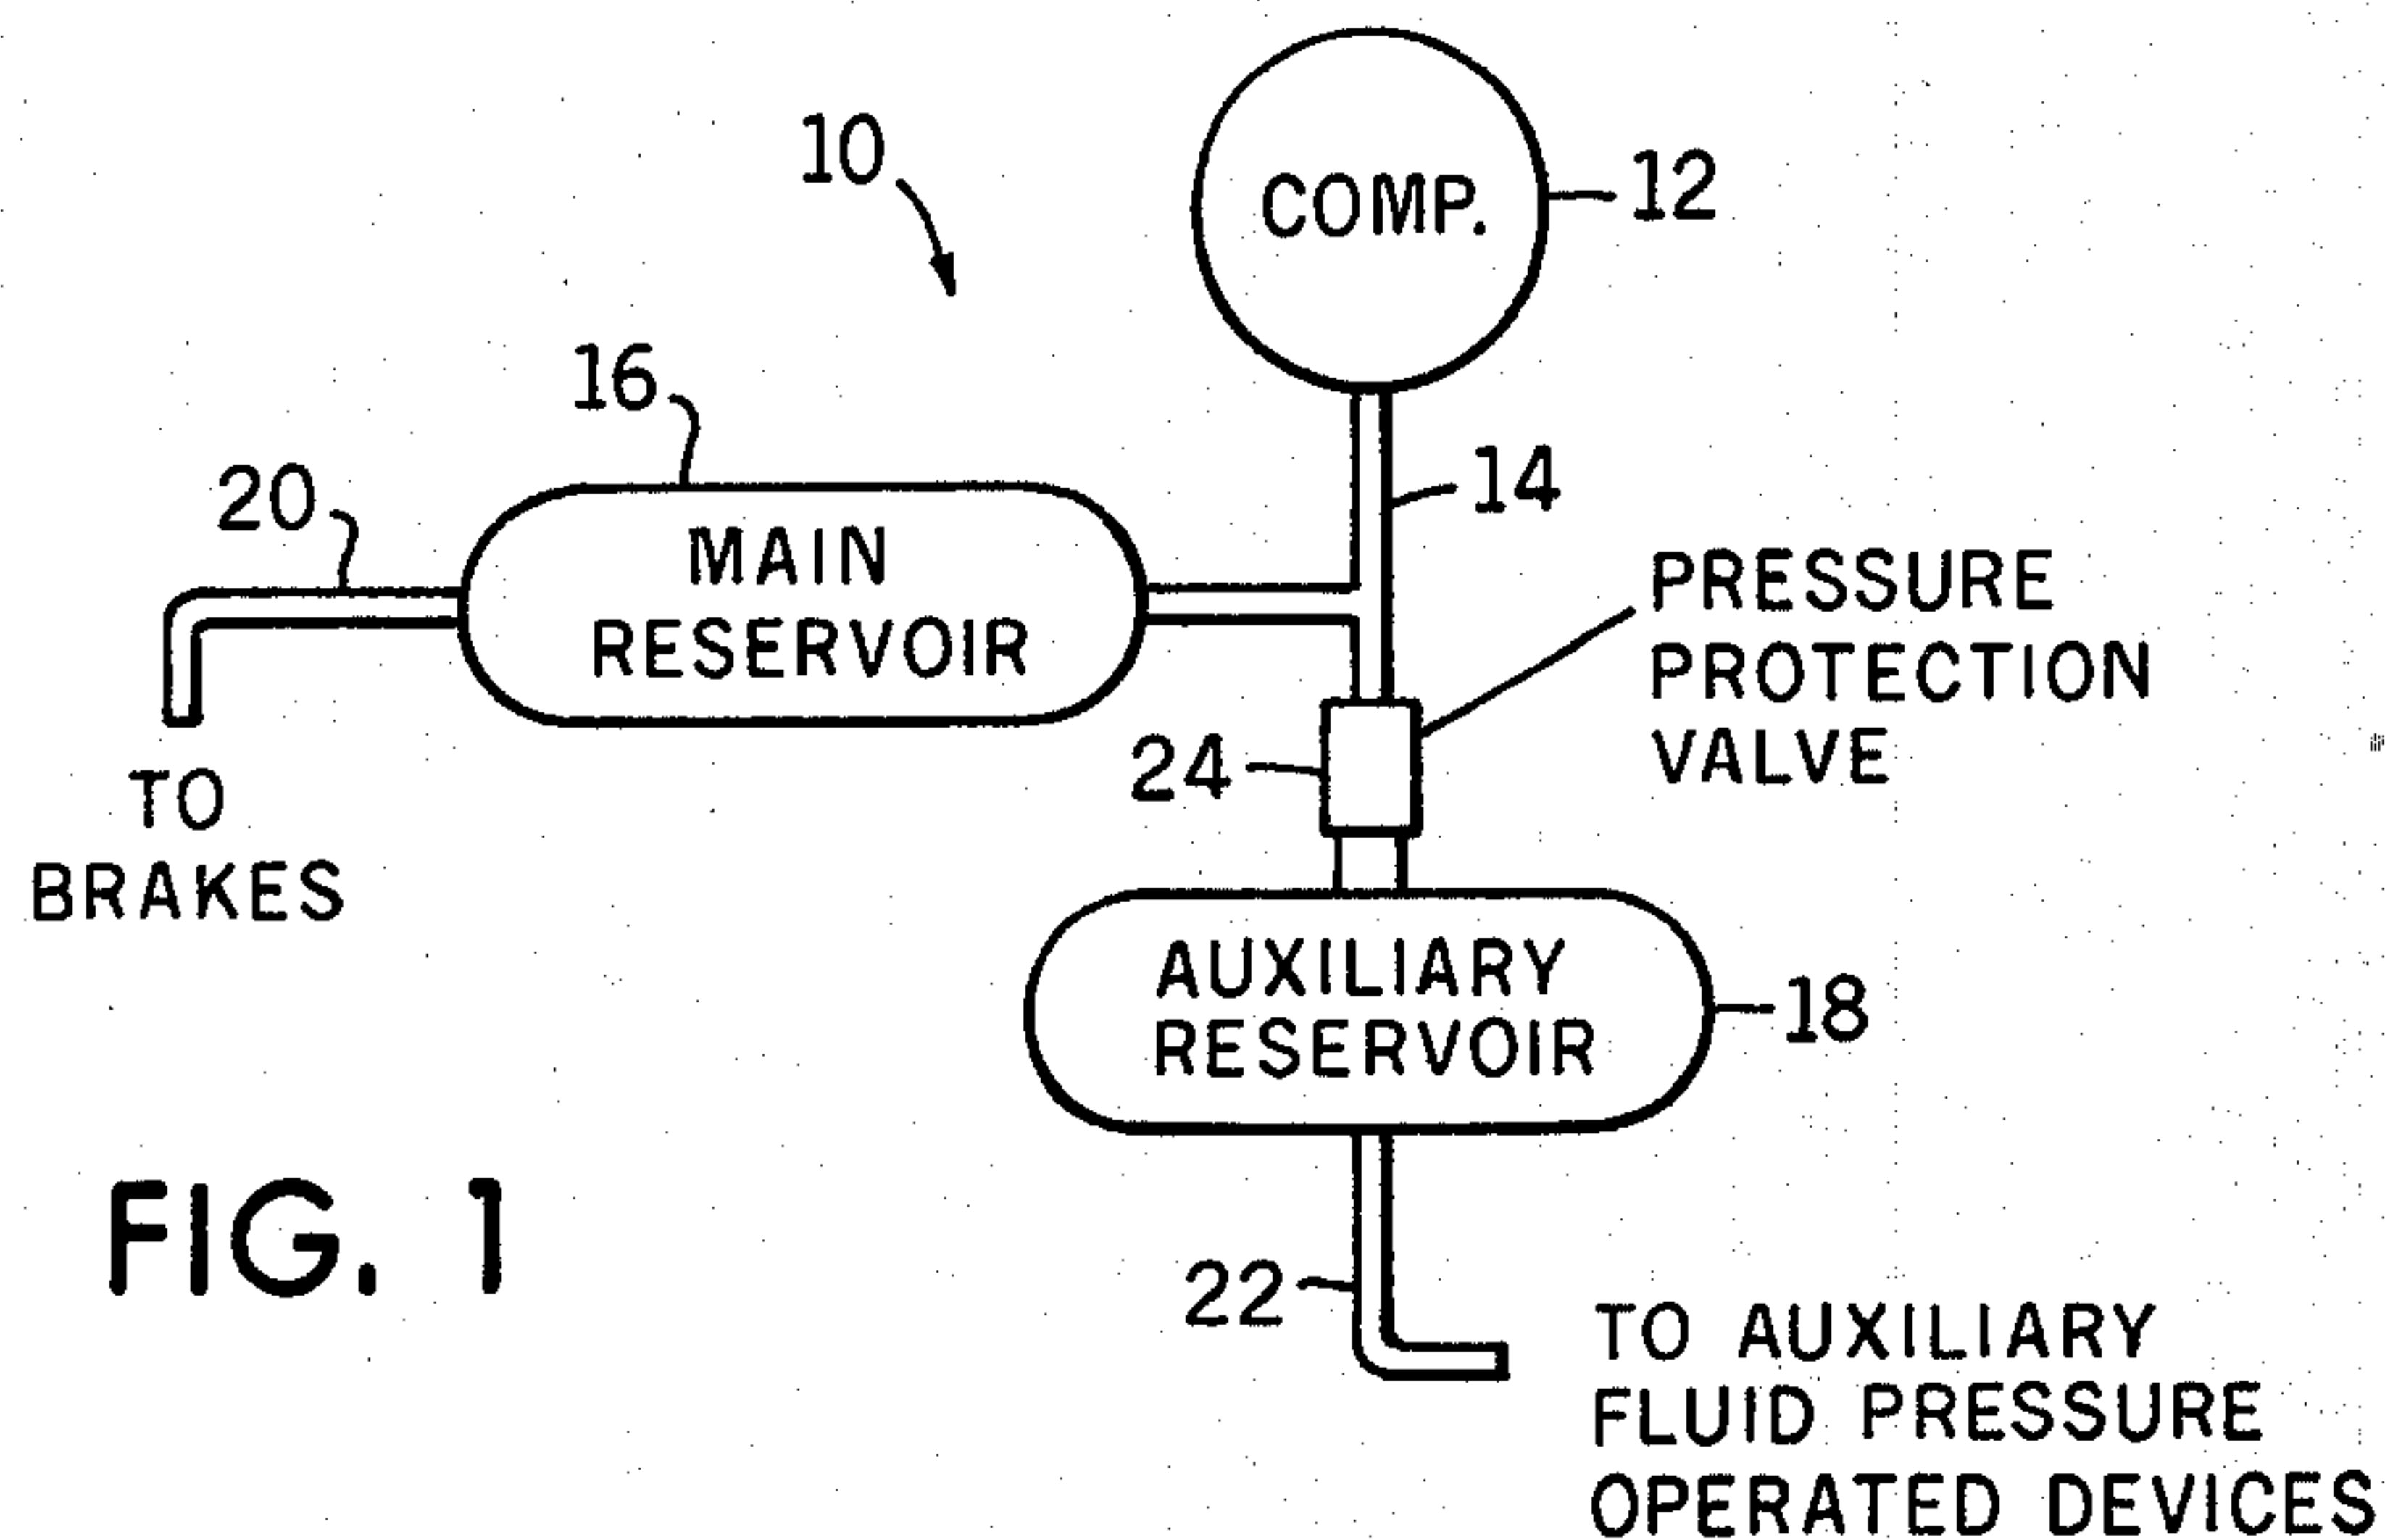 10
COMP.
12
16
14
20
MAIN
RESERVOIR
PRESSURE
PROTECTION
VALVE
24
TO
BRAKES
AUXILIARY
RESERVOIR
18
FIG. 1
22
TO AUXILIARY
FLUID PRESSURE
OPERATED DEVICES